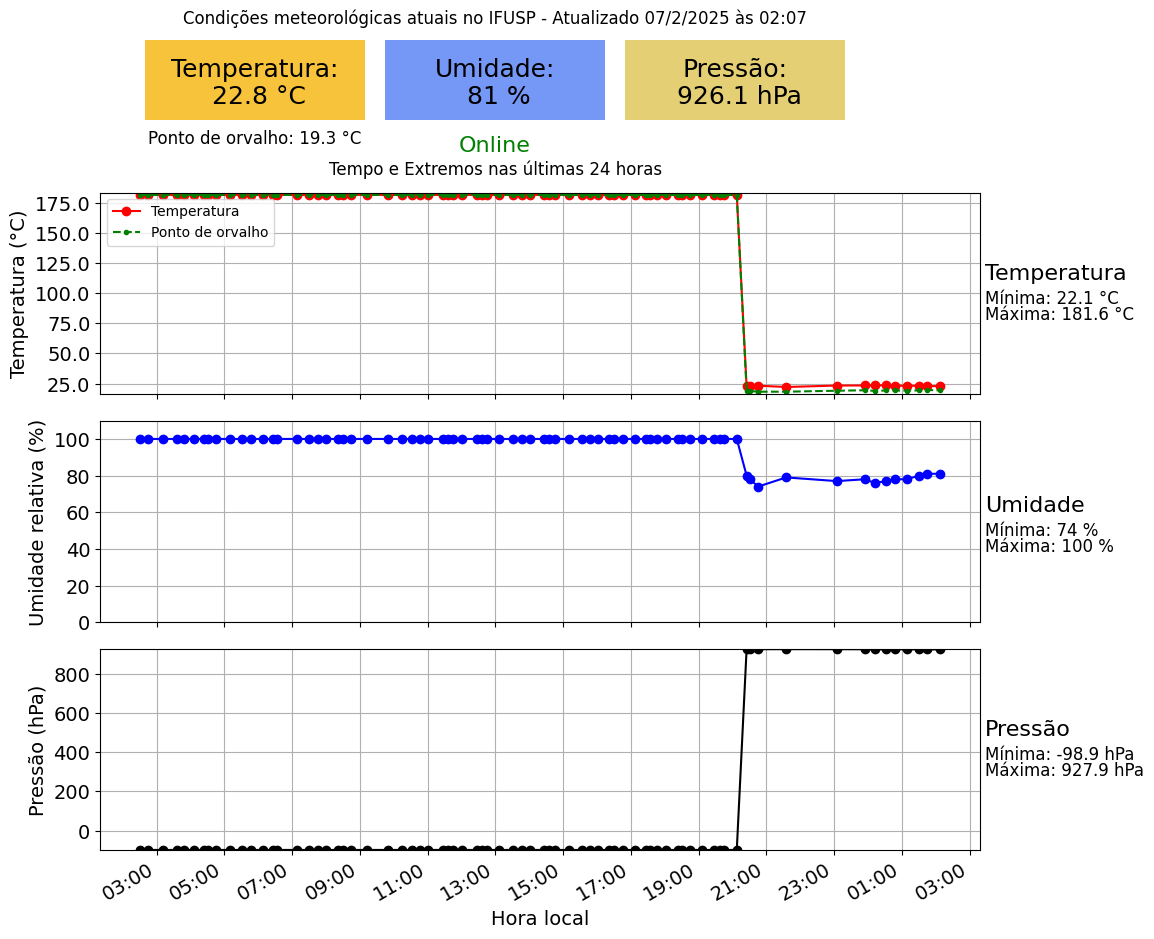 Condições meteorológicas atuais no IFUSP - Atualizado 07/2/2025 às 02:07
Temperatura:
22.8 °C
Umidade:
81 %
Pressão:
926.1 hPa
Ponto de orvalho: 19.3 °C
Online
Tempo e Extremos nas últimas 24 horas
Temperatura (°C)
175.0
150.0
125.0
100.0
75.0
50.0
25.0
Temperatura
Ponto de orvalho
Temperatura
Mínima: 22.1 °C
Máxima: 181.6 °C
Umidade relativa (%)
100
80
60
40
20
0
Umidade
Mínima: 74 %
Máxima: 100 %
Pressão (hPa)
800
600
400
200
0
Pressão
Mínima: -98.9 hPa
Máxima: 927.9 hPa
03:00 05:00 07:00 09:00 11:00 13:00 15:00 17:00 19:00 21:00 23:00 01:00 03:00
Hora local